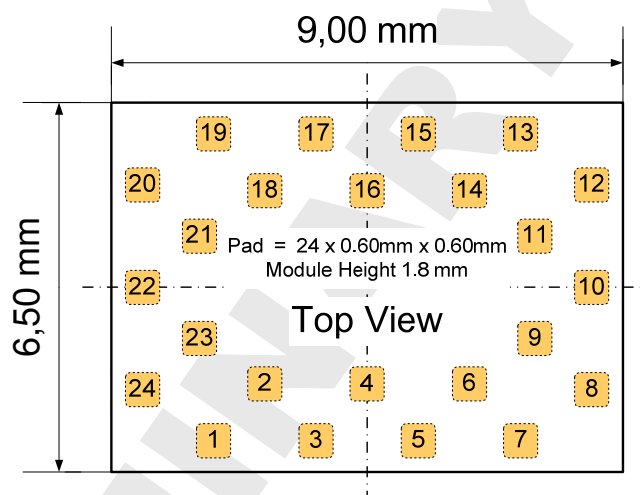 9,00 mm
19 17 15 13
20 18 16 14 12
21 11
Pad = 24 x 0.60mm x 0.60mm
Module Height 1.8 mm
6,50 mm
22 10
Top View
23 9
24 2 4 6 8
1 3 5 7
INARY